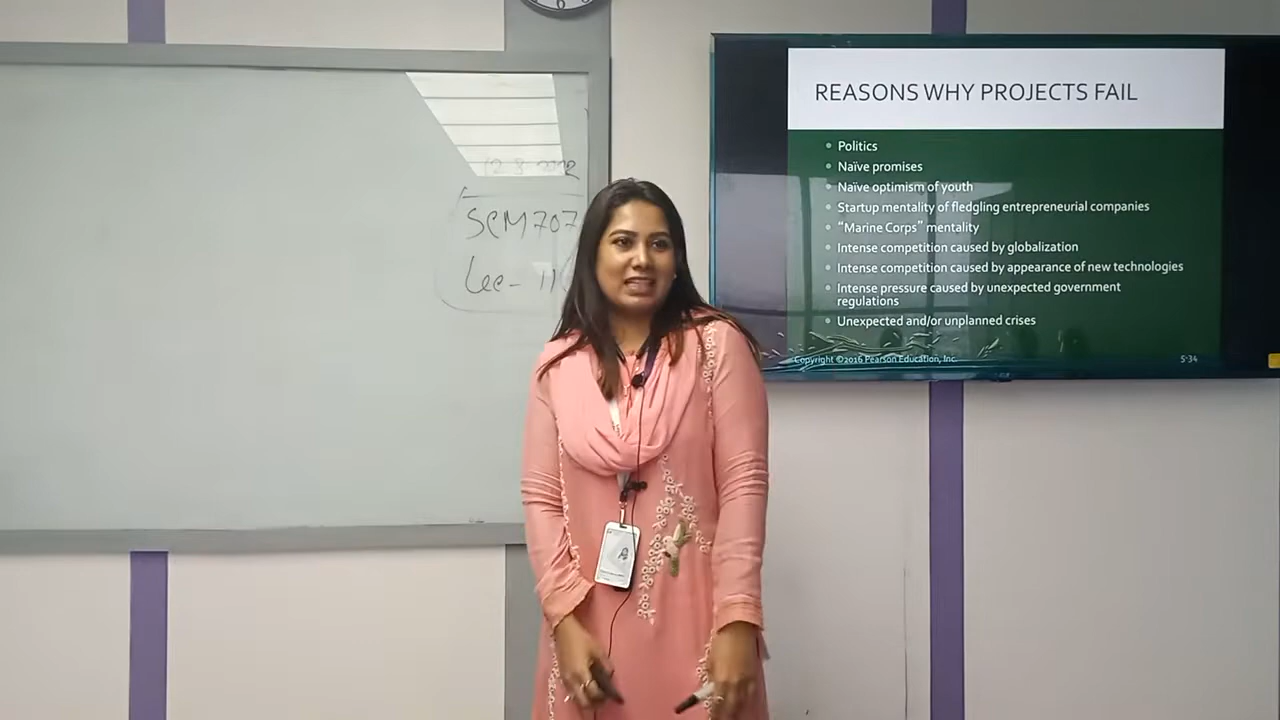 SCM707
Lec - 11
REASONS WHY PROJECTS FAIL
• Politics
• Naïve promises
• Naïve optimism of youth
• Startup mentality of fledgling entrepreneurial companies
• “Marine Corps” mentality
• Intense competition caused by globalization
• Intense competition caused by appearance of new technologies
• Intense pressure caused by unexpected government
regulations
• Unexpected and/or unplanned crises
Copyright ©2016 Pearson Education, Inc.
5-34